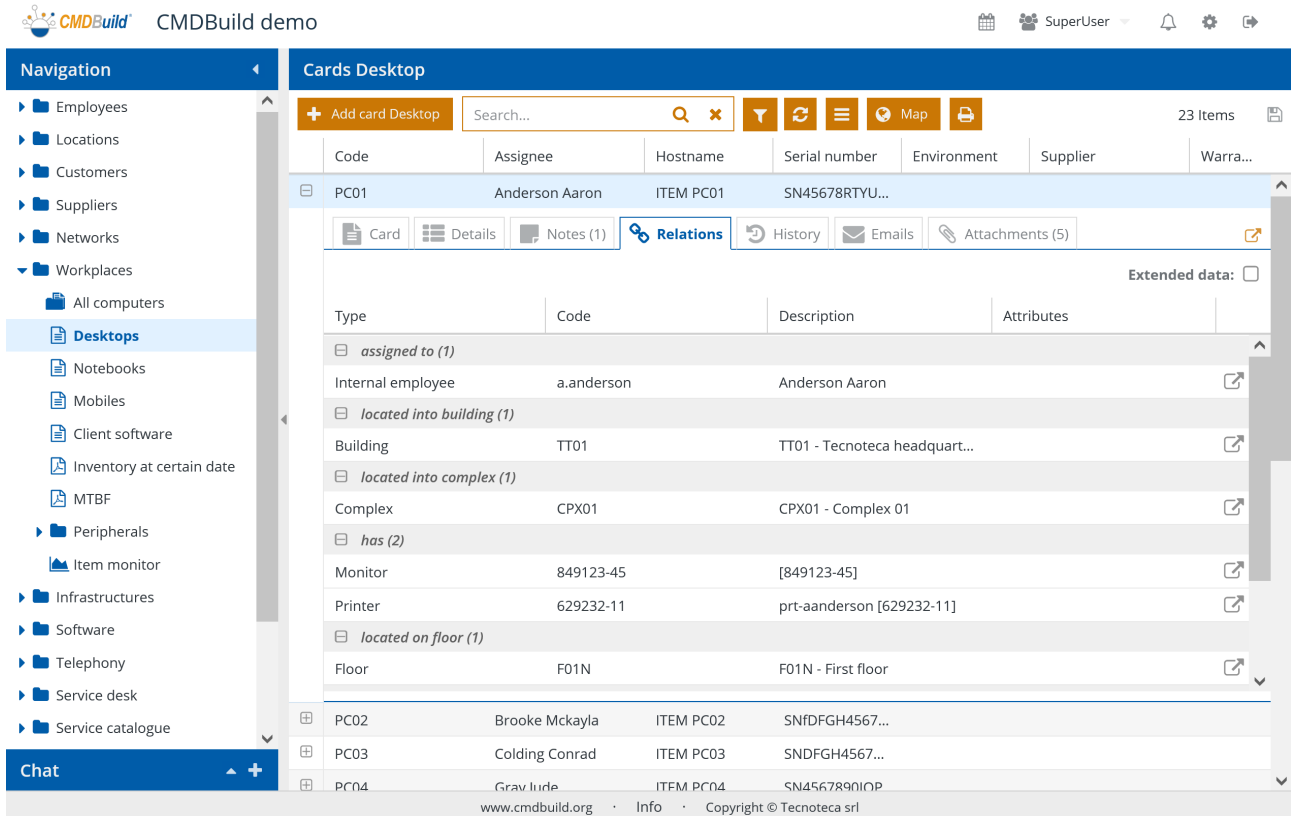 CMDBuild CMDBuild demo SuperUser
Navigation
Employees
Locations
Customers
Suppliers
Networks
Workplaces
All computers
Desktops
Notebooks
Mobiles
Client software
Inventory at certain date
MTBF
Peripherals
Item monitor
Infrastructures
Software
Telephony
Service desk
Service catalogue
Chat
Cards Desktop
Add card Desktop Search... Map 23 Items
Code Assignee Hostname Serial number Environment Supplier Warra...
PC01 Anderson Aaron ITEM PC01 SN45678RTYU...
Card Details Notes (1) Relations History Emails Attachments (5)
Extended data:
Type Code Description Attributes
assigned to (1)
Internal employee a.anderson Anderson Aaron
located into building (1)
Building TT01 TT01 - Tecnoteca headquart...
located into complex (1)
Complex CPX01 CPX01 - Complex 01
has (2)
Monitor 849123-45 [849123-45]
Printer 629232-11 prt-aanderson [629232-11]
located on floor (1)
Floor F01N F01N - First floor
PC02 Brooke Mckayla ITEM PC02 SNfDFGH4567...
PC03 Colding Conrad ITEM PC03 SNDFGH4567...
PC04 Gray Jude ITEM PC04 SN4567890IOP
www.cmdbuild.org · Info · Copyright © Tecnoteca srl